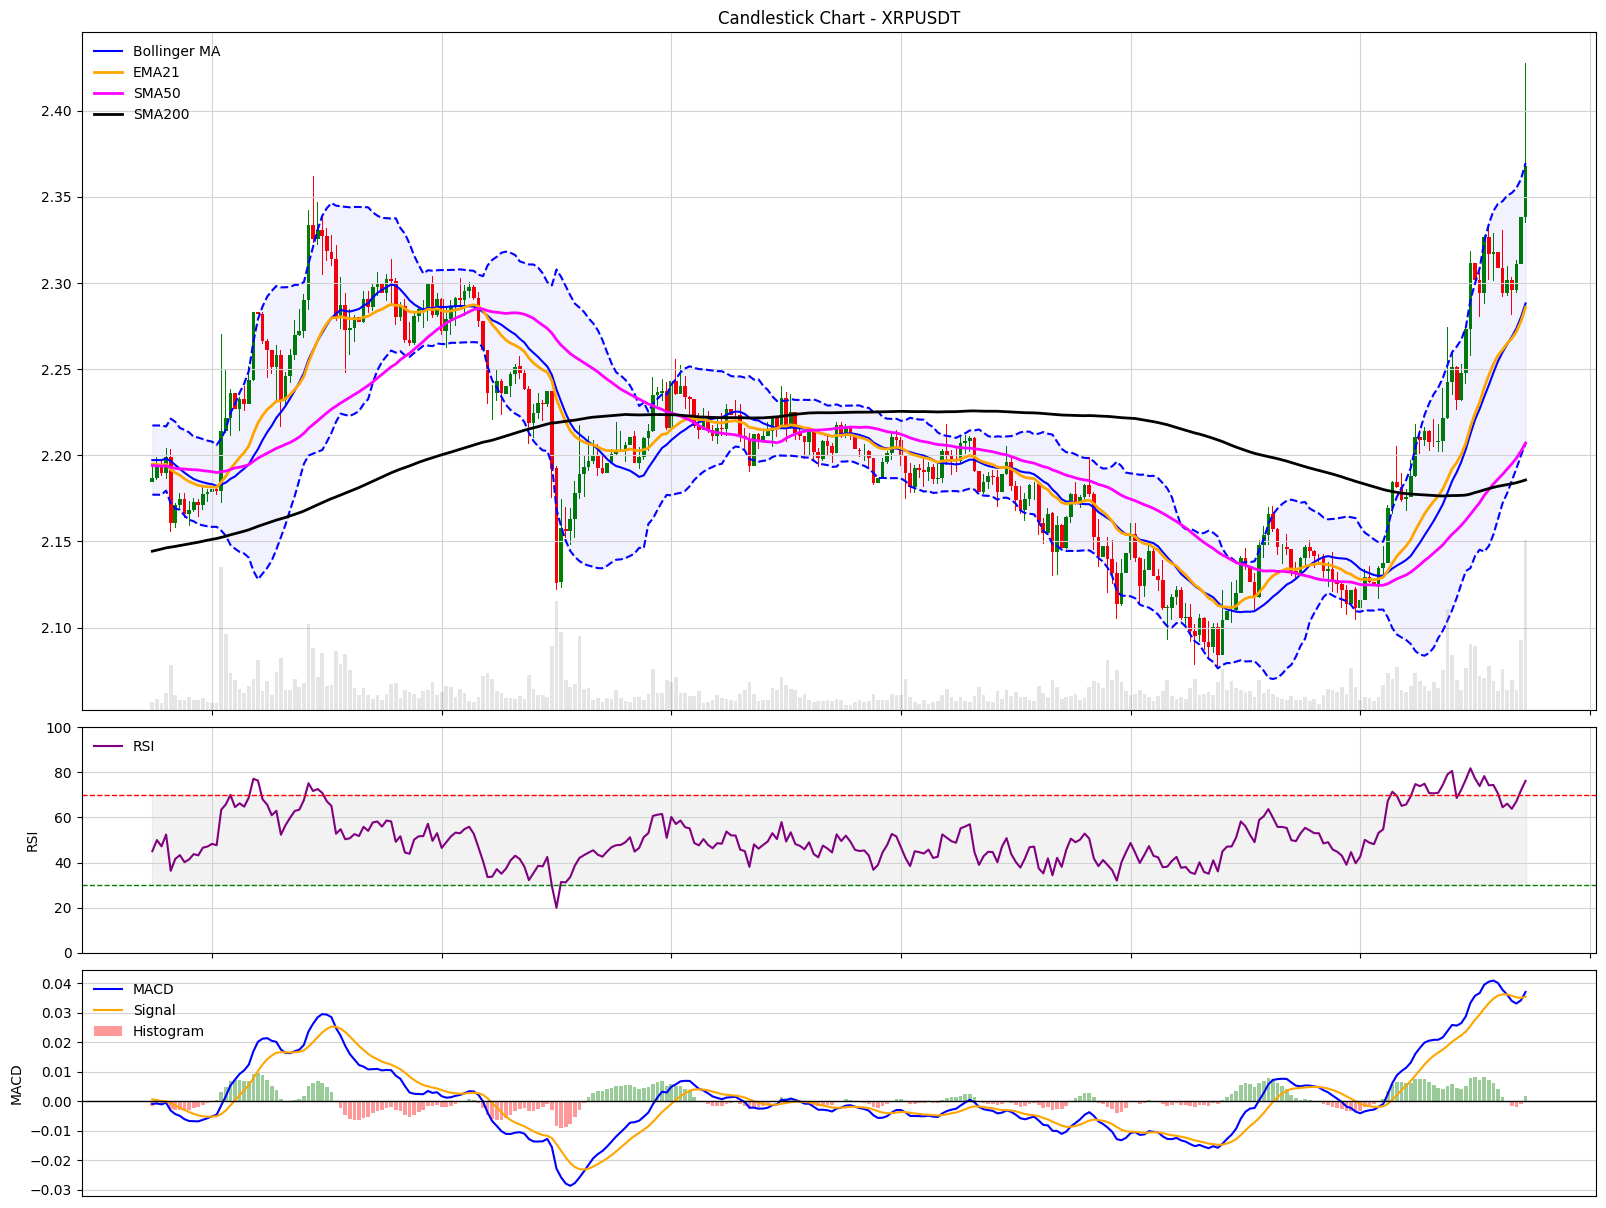 Candlestick Chart - XRPUSDT
Bollinger MA
EMA21
SMA50
SMA200
2.40
2.35
2.30
2.25
2.20
2.15
2.10
100
RSI
80
60
RSI
40
20
0
0.04
MACD
0.03
Signal
0.02
Histogram
0.01
MACD
0.00
−0.01
−0.02
−0.03